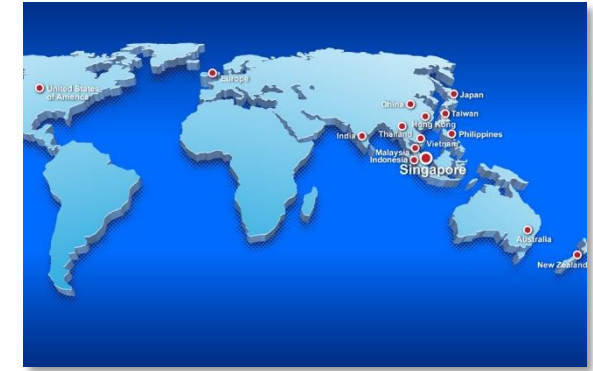 Europe
United States
of America
Japan
China
Taiwan
Hong Kong
Philippines
India
Thailand
Vietnam
Malaysia
Indonesia
Singapore
Australia
New Zealand